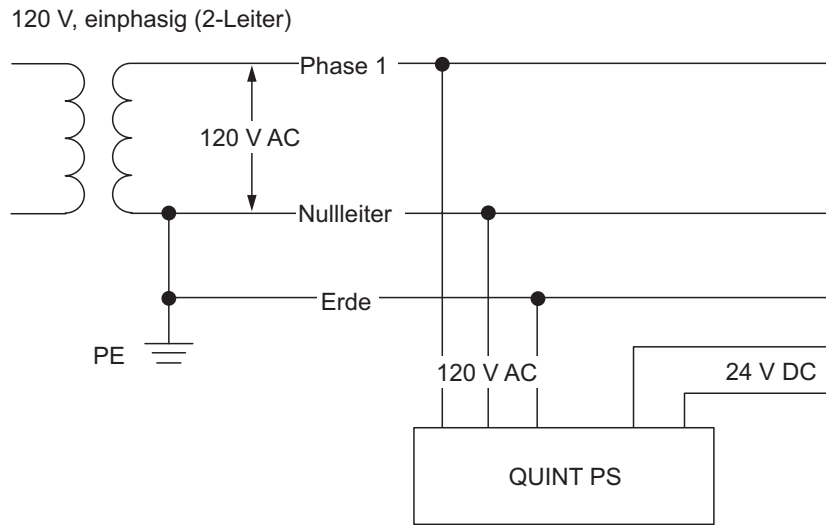 120 V, einphasig (2-Leiter)
Phase 1
120 V AC
Nullleiter
Erde
PE
120 V AC
24 V DC
QUINT PS